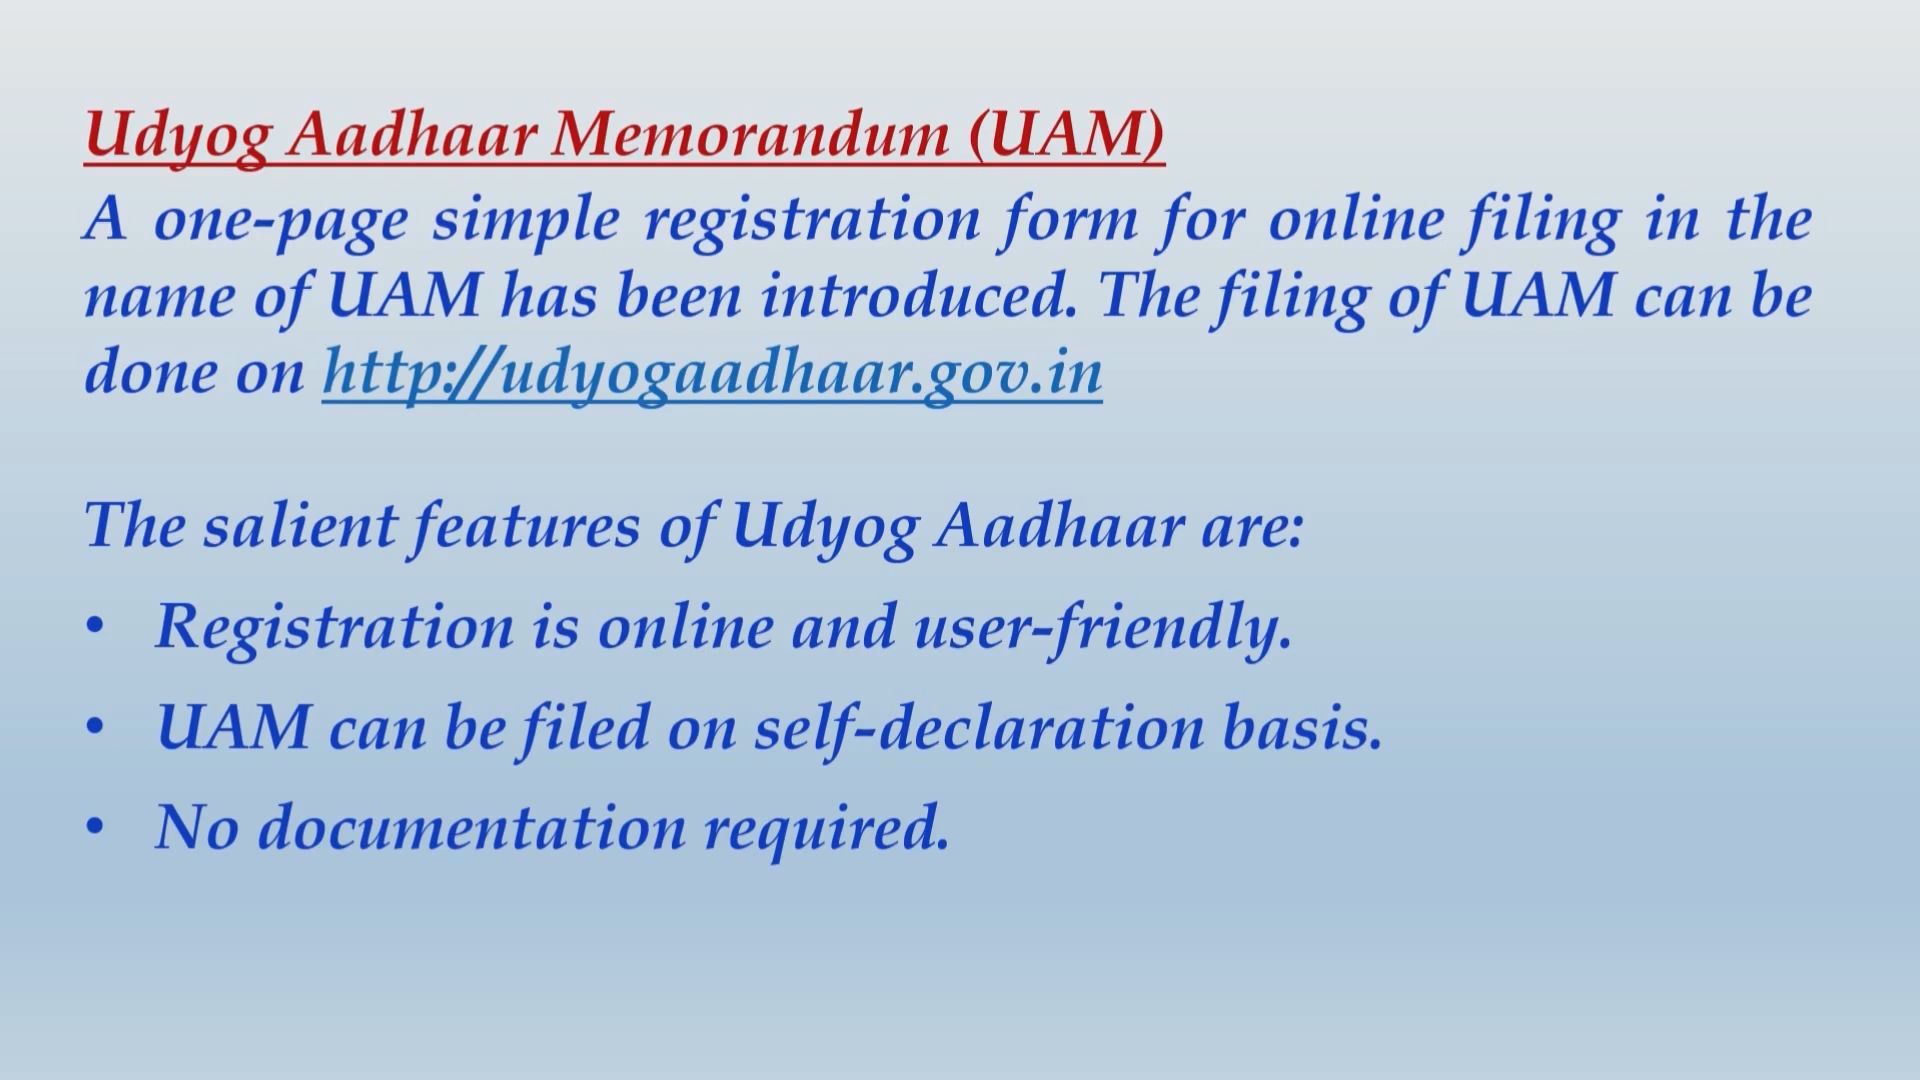 Udyog Aadhaar Memorandum (UAM)
A one-page simple registration form for online filing in the
name of UAM has been introduced. The filing of UAM can be
done on http://udyogaadhaar.gov.in
The salient features of Udyog Aadhaar are:
• Registration is online and user-friendly.
• UAM can be filed on self-declaration basis.
• No documentation required.